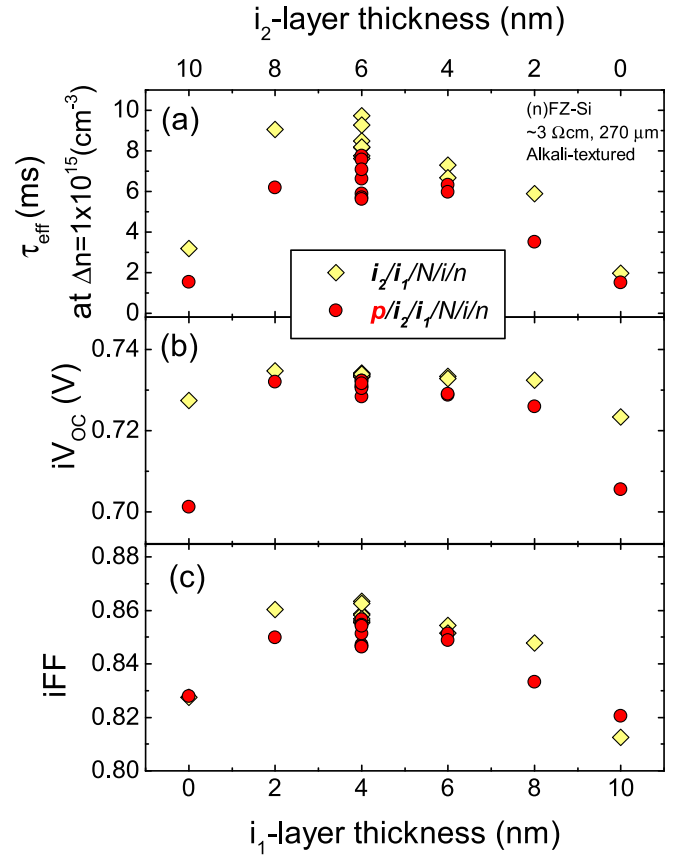 i₂-layer thickness (nm)
10 8 6 4 2 0
(a)
(n)FZ-Si
~3 Ωcm, 270 μm
Alkali-textured
10
8
6
4
2
0
τeff (ms)
at Δn=1x10¹⁵(cm⁻³)
i₂/i₁/N/i/n
p/i₂/i₁/N/i/n
(b)
0.74
0.72
0.70
iVOC (V)
(c)
0.88
0.86
0.84
0.82
0.80
iFF
0 2 4 6 8 10
i₁-layer thickness (nm)